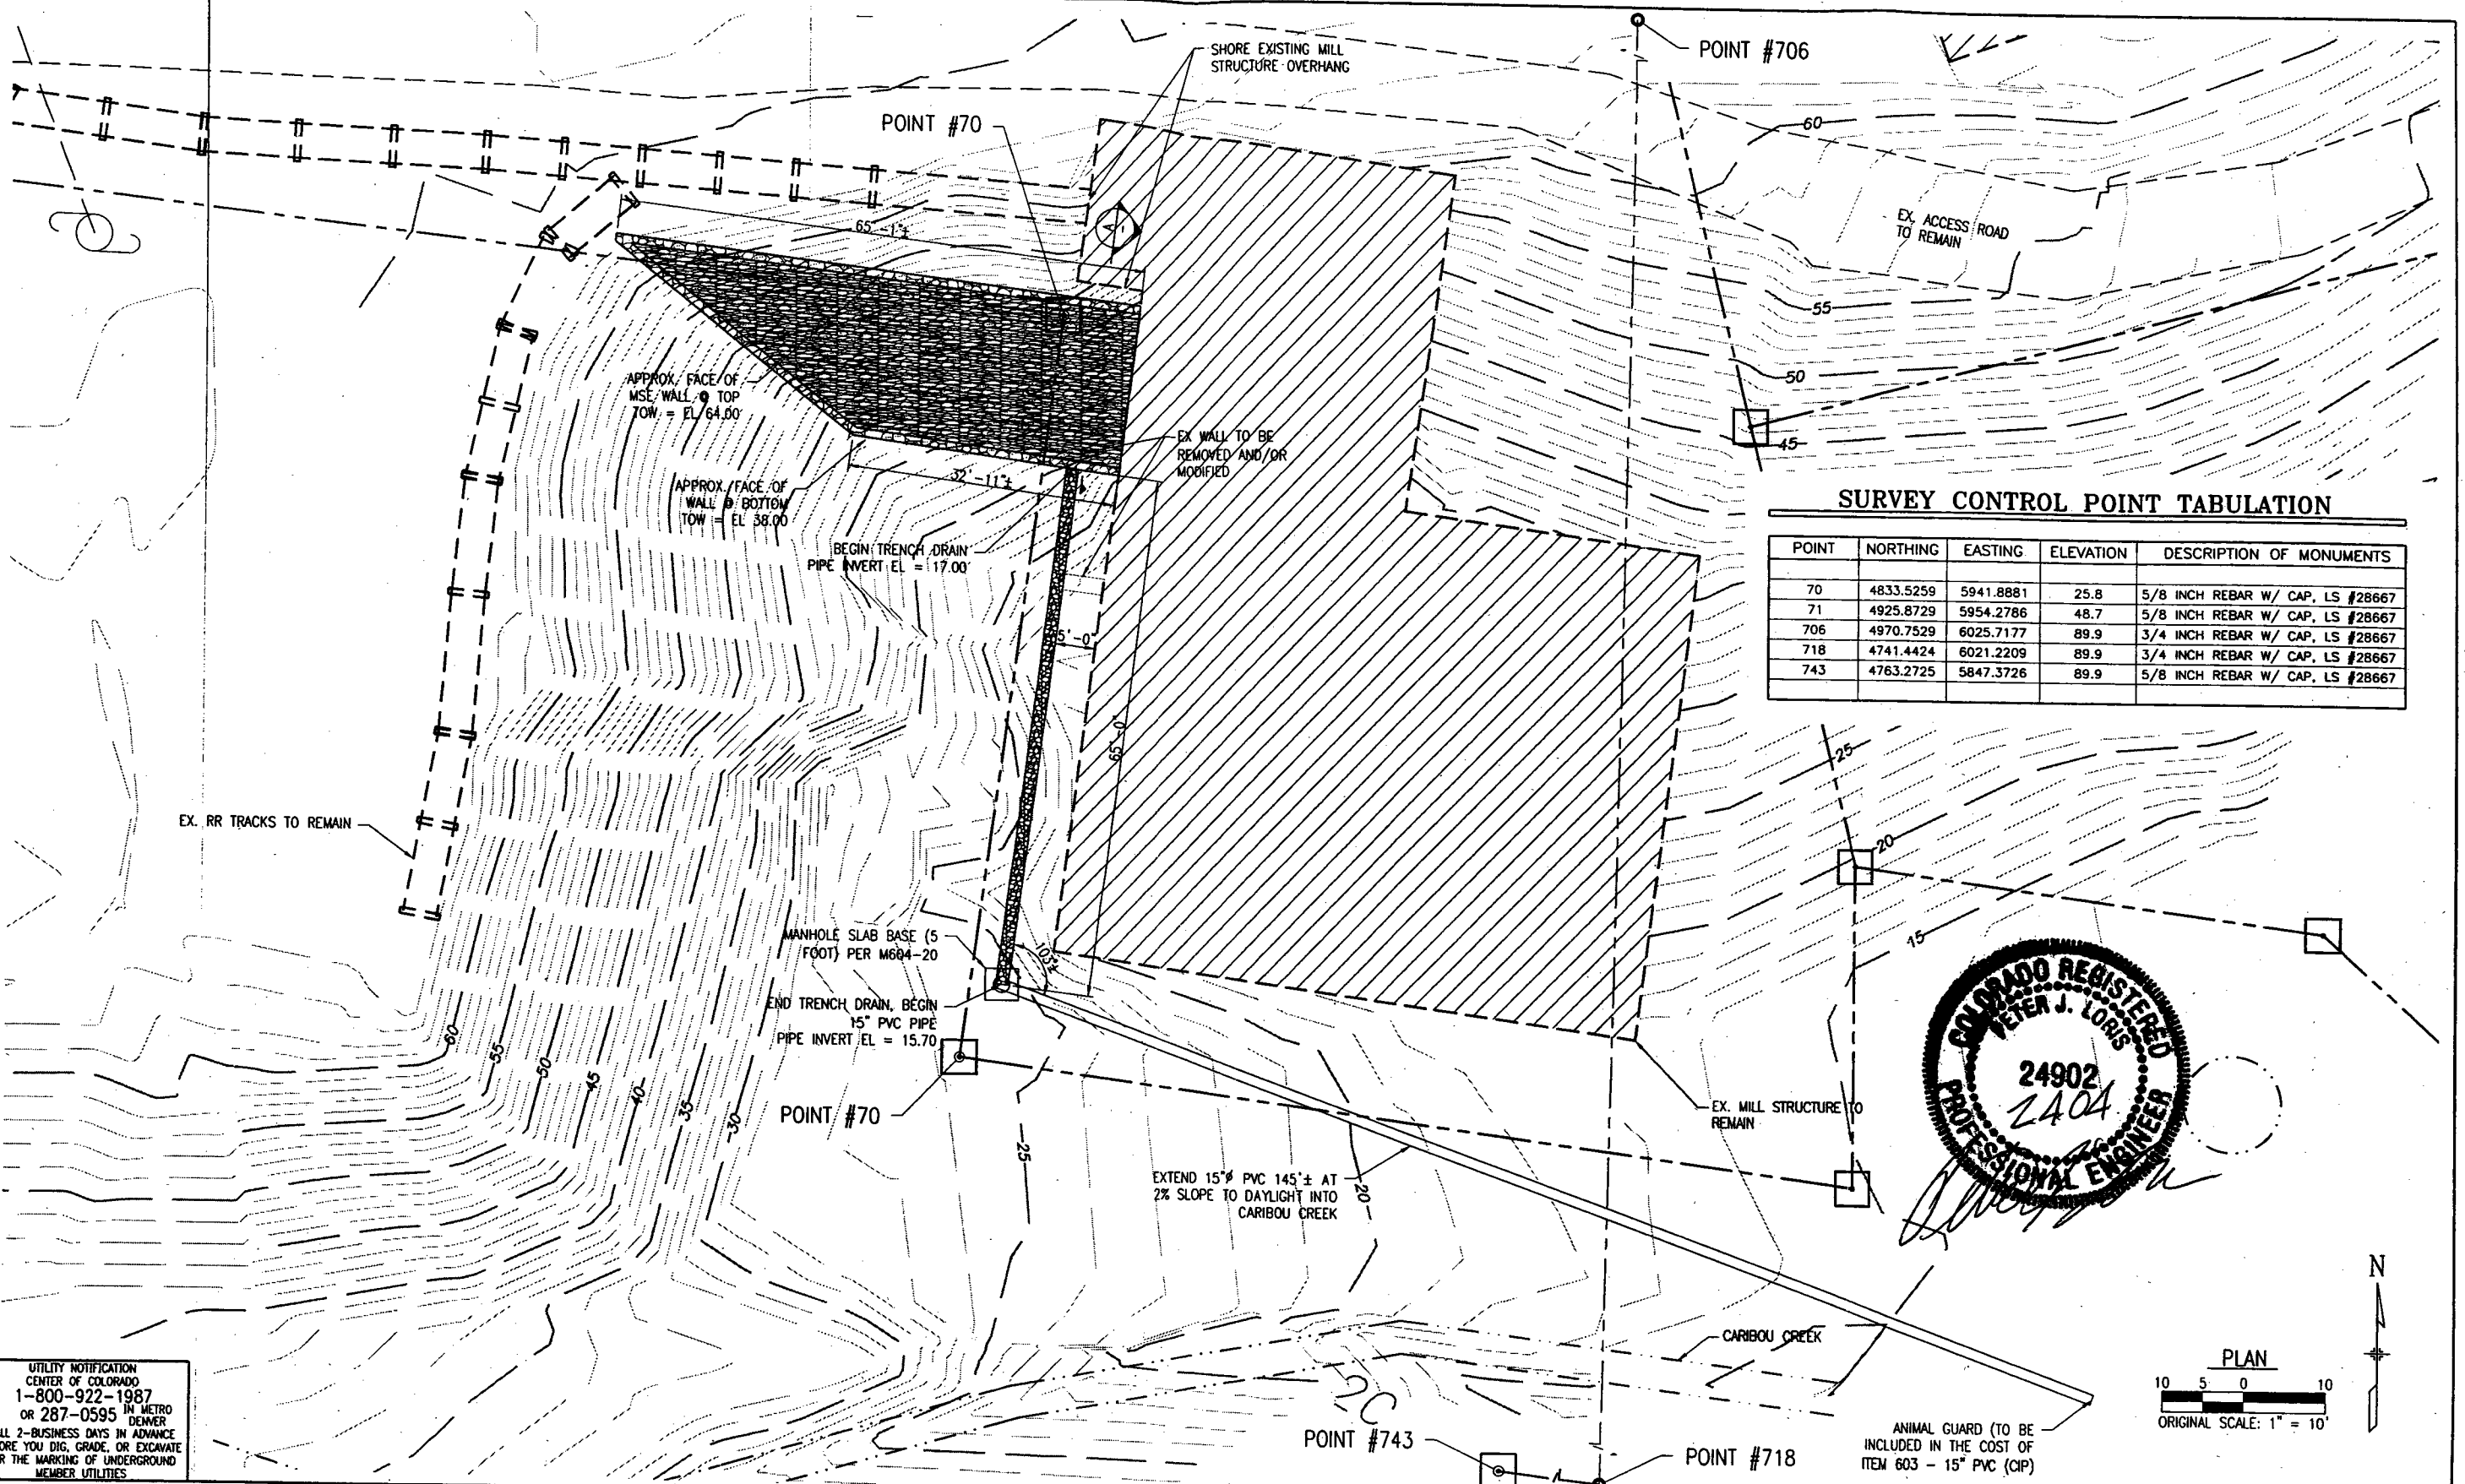 SHORE EXISTING MILL
STRUCTURE OVERHANG
POINT #706
POINT #70
60
65'-1"±
A
EX. ACCESS ROAD
TO REMAIN
55
50
45
APPROX. FACE OF
MSE WALL @ TOP
TOW = EL 64.00
EX WALL TO BE
REMOVED AND/OR
MODIFIED
32'-11"±
APPROX. FACE OF
WALL @ BOTTOM
TOW = EL 38.00
BEGIN TRENCH DRAIN
PIPE INVERT EL = 17.00
5'-0"
65'-0"
SURVEY CONTROL POINT TABULATION
POINT NORTHING EASTING ELEVATION DESCRIPTION OF MONUMENTS
70 4833.5259 5941.8881 25.8 5/8 INCH REBAR W/ CAP, LS #28667
71 4925.8729 5954.2786 48.7 5/8 INCH REBAR W/ CAP, LS #28667
706 4970.7529 6025.7177 89.9 3/4 INCH REBAR W/ CAP, LS #28667
718 4741.4424 6021.2209 89.9 3/4 INCH REBAR W/ CAP, LS #28667
743 4763.2725 5847.3726 89.9 5/8 INCH REBAR W/ CAP, LS #28667
25
20
15
EX. RR TRACKS TO REMAIN
MANHOLE SLAB BASE (5
FOOT) PER M604-20
103°±
END TRENCH DRAIN, BEGIN
15" PVC PIPE
PIPE INVERT EL = 15.70
60
55
50
45
40
35
30
POINT #70
25
20
EX. MILL STRUCTURE TO
REMAIN
EXTEND 15"Ø PVC 145'± AT
2% SLOPE TO DAYLIGHT INTO
CARIBOU CREEK
COLORADO REGISTERED
PETER J. LORIS
24902
2404
PROFESSIONAL ENGINEER
CARIBOU CREEK
2C
POINT #743
POINT #718
ANIMAL GUARD (TO BE
INCLUDED IN THE COST OF
ITEM 603 - 15" PVC (CIP)
N
PLAN
10 5 0 10
ORIGINAL SCALE: 1" = 10'
UTILITY NOTIFICATION
CENTER OF COLORADO
1-800-922-1987
OR 287-0595 IN METRO DENVER
2-BUSINESS DAYS IN ADVANCE
YOU DIG, GRADE, OR EXCAVATE
THE MARKING OF UNDERGROUND
MEMBER UTILITIES